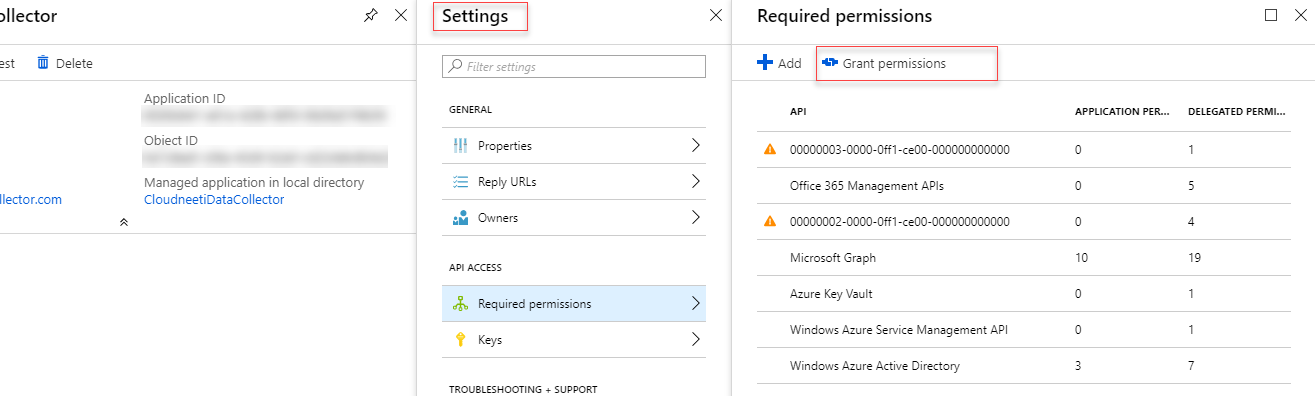 ollector
est Delete
Application ID
Obiect ID
Managed application in local directory
llector.com CloudneetiDataCollector
Settings
Filter settings
GENERAL
Properties
Reply URLs
Owners
API ACCESS
Required permissions
Keys
TROUBLESHOOTING + SUPPORT
Required permissions
Add Grant permissions
API APPLICATION PER... DELEGATED PERMI...
00000003-0000-0ff1-ce00-000000000000 0 1
Office 365 Management APIs 0 5
00000002-0000-0ff1-ce00-000000000000 0 4
Microsoft Graph 10 19
Azure Key Vault 0 1
Windows Azure Service Management API 0 1
Windows Azure Active Directory 3 7